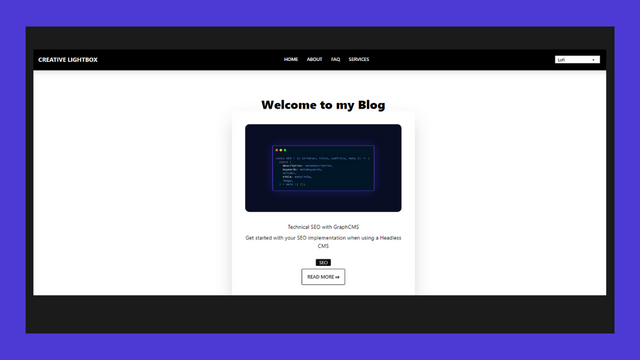 CREATIVE LIGHTBOX
HOME ABOUT FAQ SERVICES
Lofi
Welcome to my Blog
Technical SEO with GraphCMS
Get started with your SEO implementation when using a Headless
CMS
SEO
READ MORE ⇨